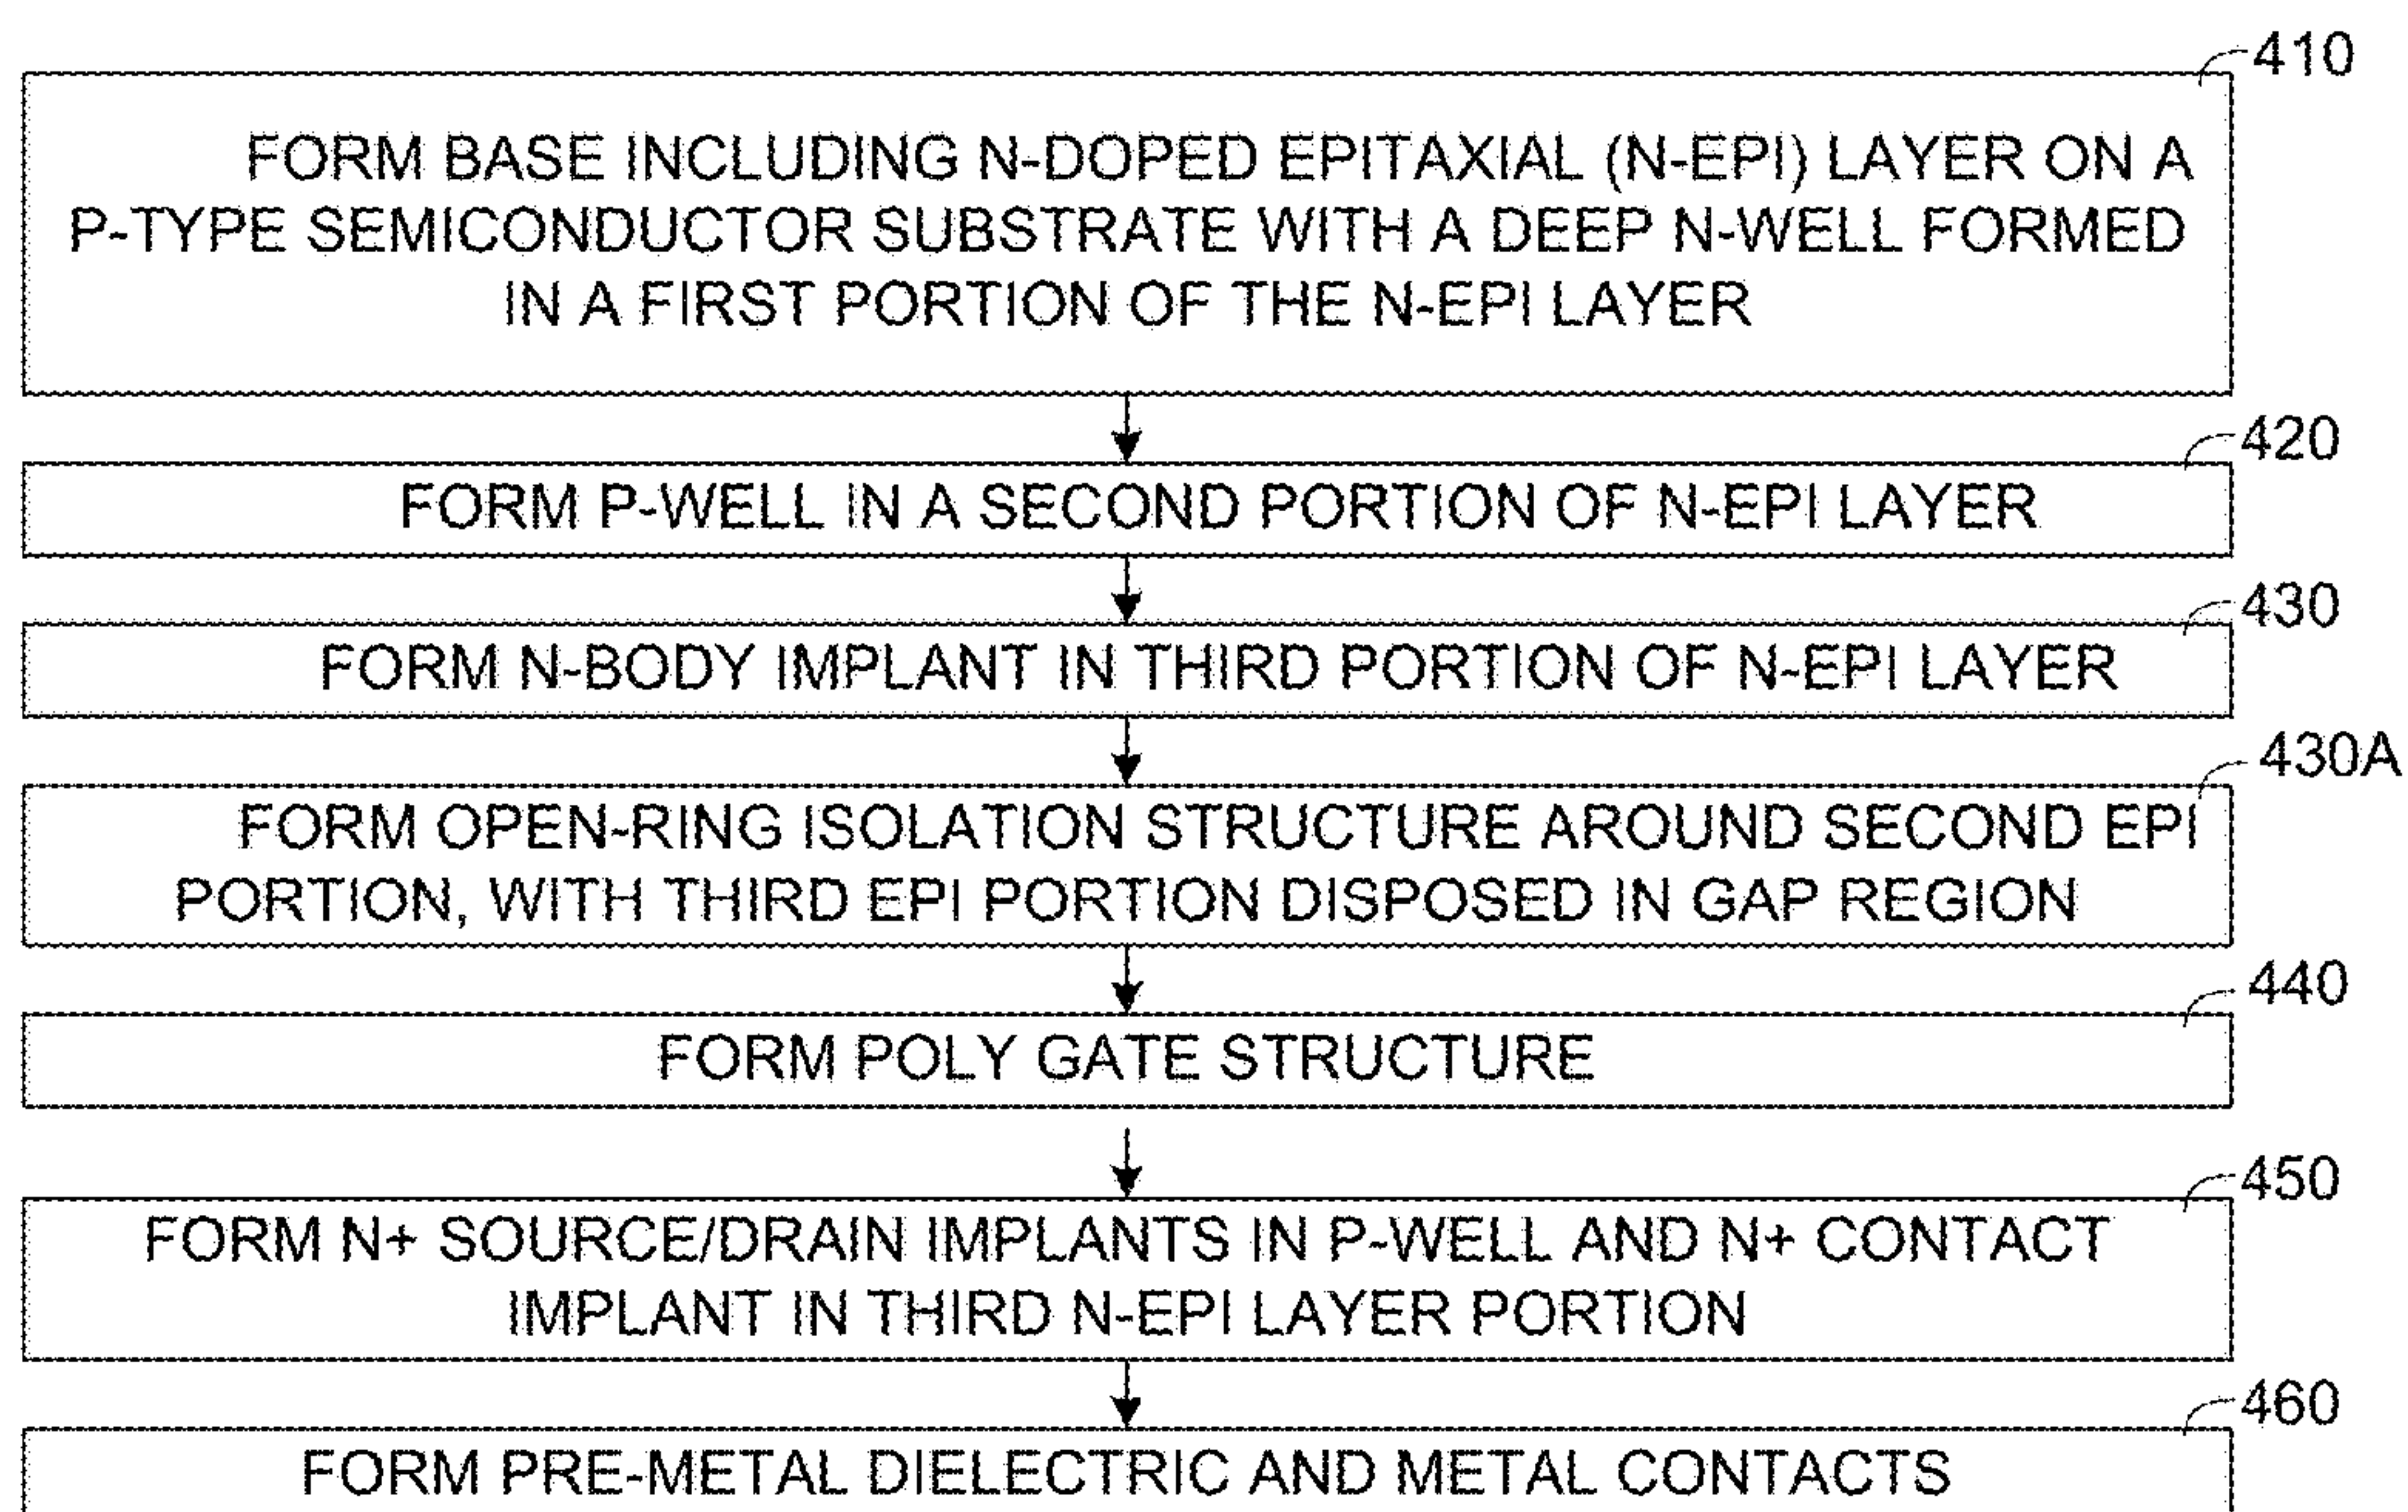 410
FORM BASE INCLUDING N-DOPED EPITAXIAL (N-EPI) LAYER ON A
P-TYPE SEMICONDUCTOR SUBSTRATE WITH A DEEP N-WELL FORMED
IN A FIRST PORTION OF THE N-EPI LAYER
420
FORM P-WELL IN A SECOND PORTION OF N-EPI LAYER
430
FORM N-BODY IMPLANT IN THIRD PORTION OF N-EPI LAYER
430A
FORM OPEN-RING ISOLATION STRUCTURE AROUND SECOND EPI
PORTION, WITH THIRD EPI PORTION DISPOSED IN GAP REGION
440
FORM POLY GATE STRUCTURE
450
FORM N+ SOURCE/DRAIN IMPLANTS IN P-WELL AND N+ CONTACT
IMPLANT IN THIRD N-EPI LAYER PORTION
460
FORM PRE-METAL DIELECTRIC AND METAL CONTACTS